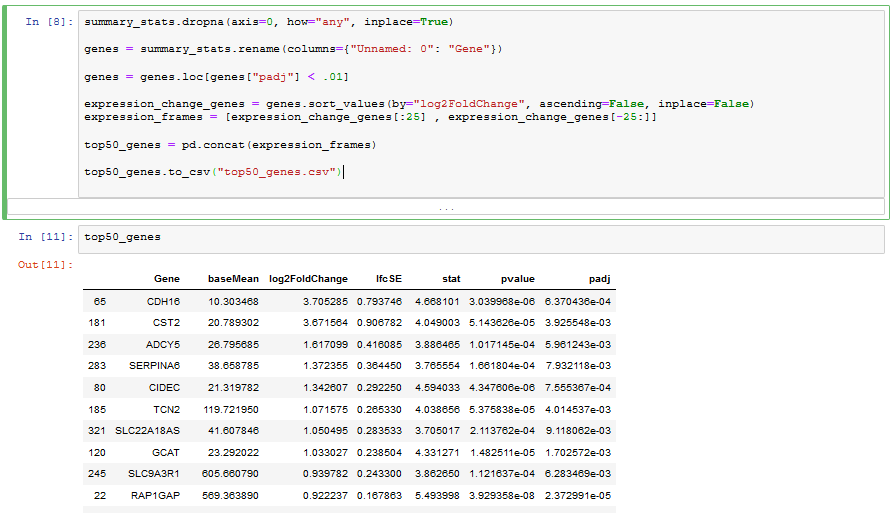 In [8]: summary_stats.dropna(axis=0, how="any", inplace=True)
genes = summary_stats.rename(columns={"Unnamed: 0": "Gene"})
genes = genes.loc[genes["padj"] < .01]
expression_change_genes = genes.sort_values(by="log2FoldChange", ascending=False, inplace=False)
expression_frames = [expression_change_genes[:25] , expression_change_genes[-25:]]
top50_genes = pd.concat(expression_frames)
top50_genes.to_csv("top50_genes.csv")
...
In [11]: top50_genes
Out[11]:
Gene baseMean log2FoldChange lfcSE stat pvalue padj
65 CDH16 10.303468 3.705285 0.793746 4.668101 3.039968e-06 6.370436e-04
181 CST2 20.789302 3.671564 0.906782 4.049003 5.143626e-05 3.925548e-03
236 ADCY5 26.795685 1.617099 0.416085 3.886465 1.017145e-04 5.961243e-03
283 SERPINA6 38.658785 1.372355 0.364450 3.765554 1.661804e-04 7.932118e-03
80 CIDEC 21.319782 1.342607 0.292250 4.594033 4.347606e-06 7.555367e-04
185 TCN2 119.721950 1.071575 0.265330 4.038656 5.375838e-05 4.014537e-03
321 SLC22A18AS 41.607846 1.050495 0.283533 3.705017 2.113762e-04 9.118062e-03
120 GCAT 23.292022 1.033027 0.238504 4.331271 1.482511e-05 1.702572e-03
245 SLC9A3R1 605.660790 0.939782 0.243300 3.862650 1.121637e-04 6.283469e-03
22 RAP1GAP 569.363890 0.922237 0.167863 5.493998 3.929358e-08 2.372991e-05